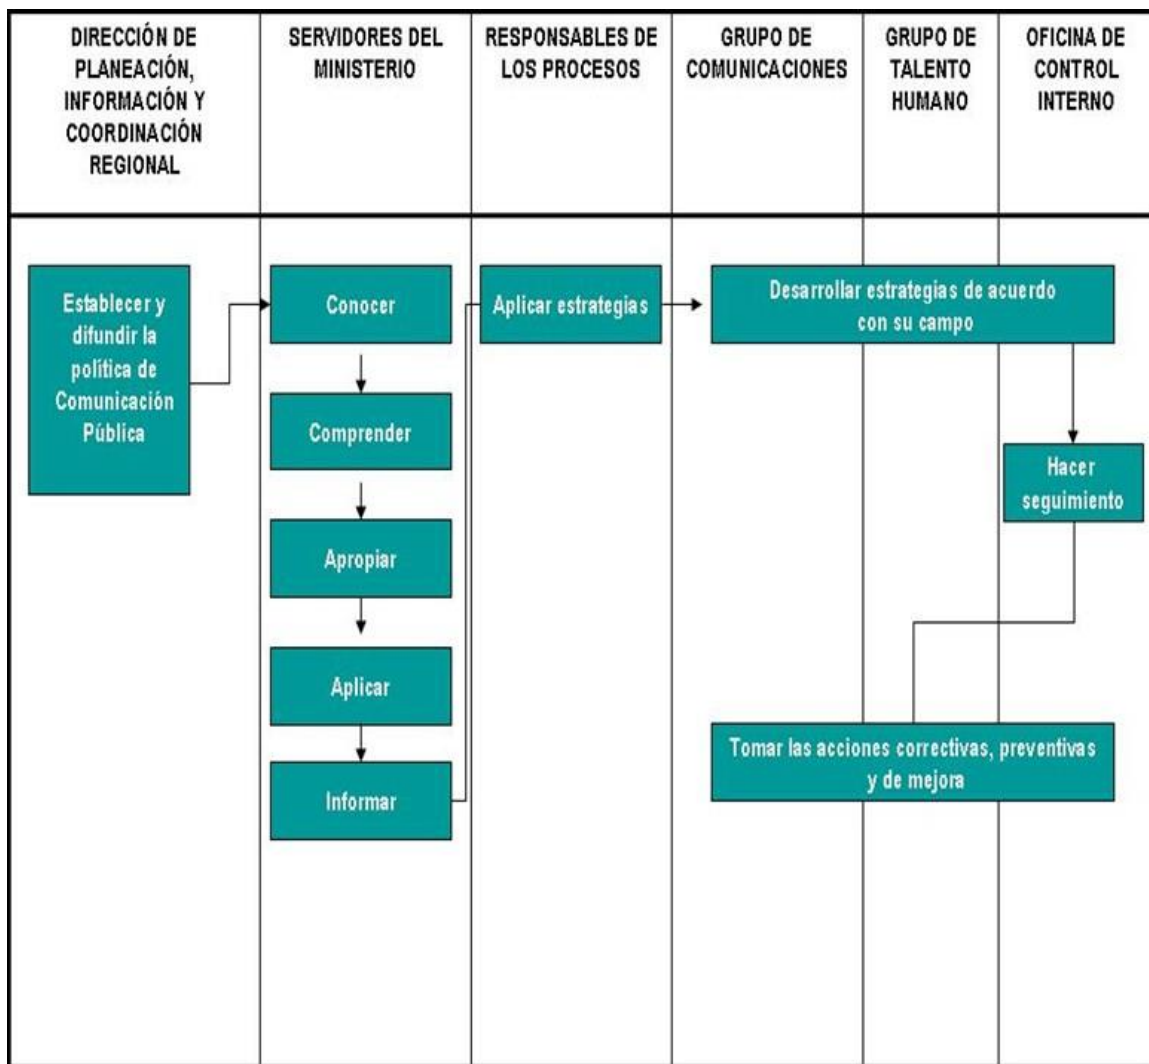 DIRECCIÓN DE
PLANEACIÓN,
INFORMACIÓN Y
COORDINACIÓN
REGIONAL
SERVIDORES DEL
MINISTERIO
RESPONSABLES DE
LOS PROCESOS
GRUPO DE
COMUNICACIONES
GRUPO DE
TALENTO
HUMANO
OFICINA DE
CONTROL
INTERNO
Establecer y
difundir la
política de
Comunicación
Pública
Conocer
Comprender
Apropiar
Aplicar
Informar
Aplicar estrategias
Desarrollar estrategias de acuerdo
con su campo
Hacer
seguimiento
Tomar las acciones correctivas, preventivas
y de mejora